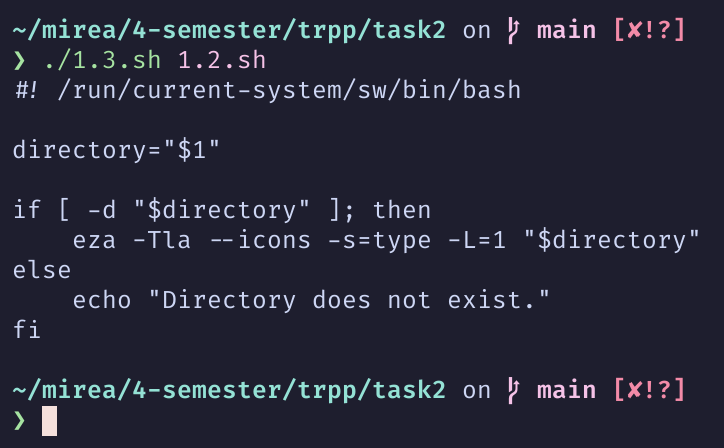 ~/mirea/4-semester/trpp/task2 on  main [✘!?]
❯ ./1.3.sh 1.2.sh
#! /run/current-system/sw/bin/bash
directory="$1"
if [ -d "$directory" ]; then
eza -Tla --icons -s=type -L=1 "$directory"
else
echo "Directory does not exist."
fi
~/mirea/4-semester/trpp/task2 on  main [✘!?]
❯